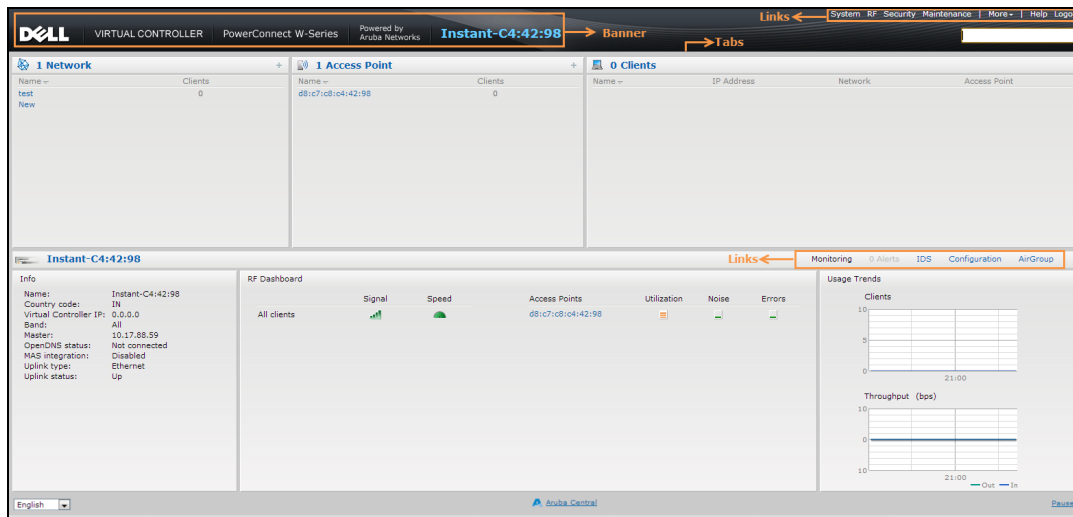 Links
System RF Security Maintenance | More | Help Logo
DELL VIRTUAL CONTROLLER PowerConnect W-Series Powered by Aruba Networks Instant-C4:42:98
Banner
Tabs
1 Network +
Name Clients
test 0
New
1 Access Point +
Name Clients
d8:c7:c8:c4:42:98 0
0 Clients
Name IP Address Network Access Point
Instant-C4:42:98
Links
Monitoring 0 Alerts IDS Configuration AirGroup
Info
Name: Instant-C4:42:98
Country code: IN
Virtual Controller IP: 0.0.0.0
Band: All
Master: 10.17.88.59
OpenDNS status: Not connected
MAS integration: Disabled
Uplink type: Ethernet
Uplink status: Up
RF Dashboard
Signal Speed Access Points Utilization Noise Errors
All clients d8:c7:c8:c4:42:98
Usage Trends
Clients
10
5
0
21:00
Throughput (bps)
10
0
10
21:00
Out In
English
Aruba Central
Pause